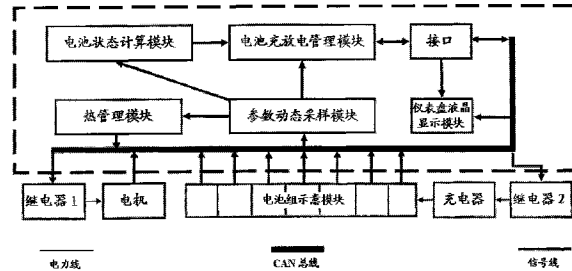 电池状态计算模块
电池充放电管理模块
接口
热管理模块
参数动态采样模块
仪表盘液晶
显示模块
继电器1
电机
电池组示意模块
充电器
继电器2
电力线
CAN 总线
信号线